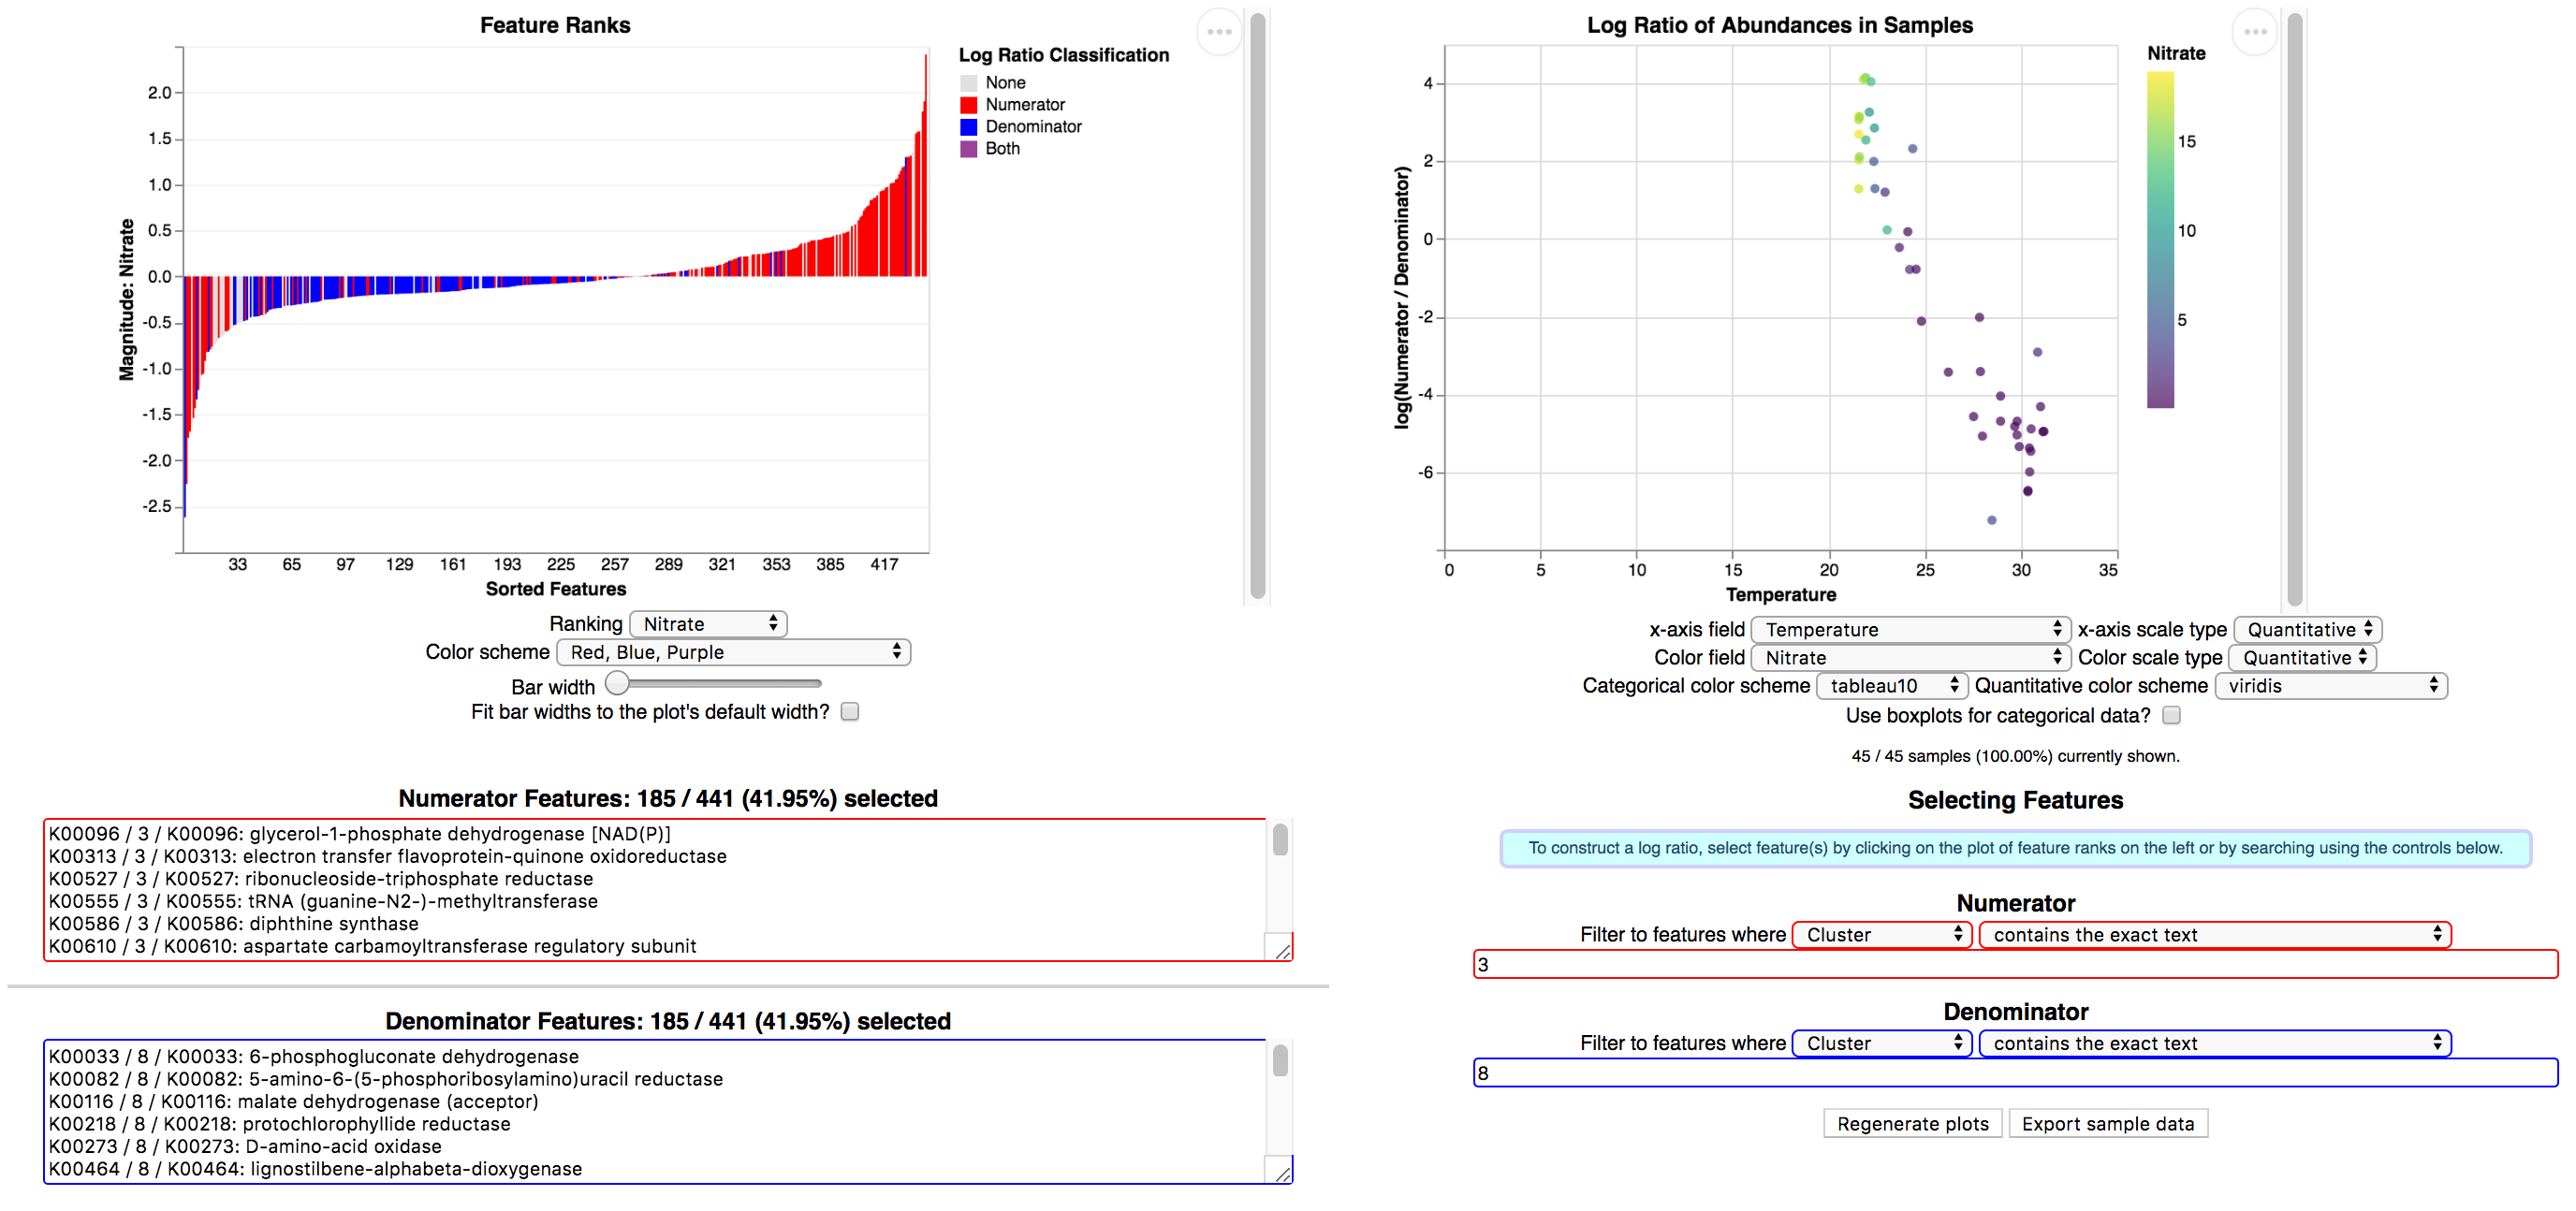 Feature Ranks
Magnitude: Nitrate
2.0
1.5
1.0
0.5
0.0
-0.5
-1.0
-1.5
-2.0
-2.5
33 65 97 129 161 193 225 257 289 321 353 385 417
Sorted Features
Log Ratio Classification
None
Numerator
Denominator
Both
Ranking Nitrate
Color scheme Red, Blue, Purple
Bar width
Fit bar widths to the plot's default width?
Numerator Features: 185 / 441 (41.95%) selected
K00096 / 3 / K00096: glycerol-1-phosphate dehydrogenase [NAD(P)]
K00313 / 3 / K00313: electron transfer flavoprotein-quinone oxidoreductase
K00527 / 3 / K00527: ribonucleoside-triphosphate reductase
K00555 / 3 / K00555: tRNA (guanine-N2-)-methyltransferase
K00586 / 3 / K00586: diphthine synthase
K00610 / 3 / K00610: aspartate carbamoyltransferase regulatory subunit
Denominator Features: 185 / 441 (41.95%) selected
K00033 / 8 / K00033: 6-phosphogluconate dehydrogenase
K00082 / 8 / K00082: 5-amino-6-(5-phosphoribosylamino)uracil reductase
K00116 / 8 / K00116: malate dehydrogenase (acceptor)
K00218 / 8 / K00218: protochlorophyllide reductase
K00273 / 8 / K00273: D-amino-acid oxidase
K00464 / 8 / K00464: lignostilbene-alphabeta-dioxygenase
Log Ratio of Abundances in Samples
log(Numerator / Denominator)
4
2
0
-2
-4
-6
0 5 10 15 20 25 30 35
Temperature
Nitrate
15
10
5
x-axis field Temperature x-axis scale type Quantitative
Color field Nitrate Color scale type Quantitative
Categorical color scheme tableau10 Quantitative color scheme viridis
Use boxplots for categorical data?
45 / 45 samples (100.00%) currently shown.
Selecting Features
To construct a log ratio, select feature(s) by clicking on the plot of feature ranks on the left or by searching using the controls below.
Numerator
Filter to features where Cluster contains the exact text
3
Denominator
Filter to features where Cluster contains the exact text
8
Regenerate plots Export sample data